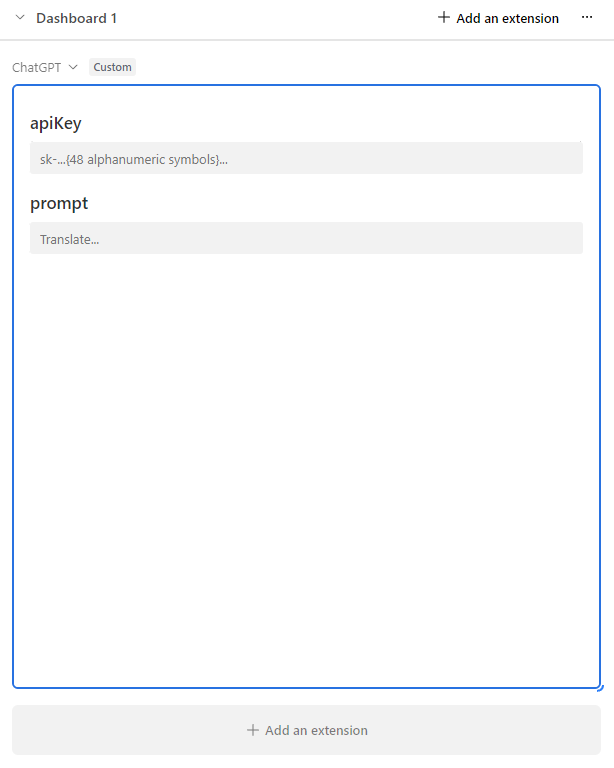 Dashboard 1
+ Add an extension
...
ChatGPT
Custom
apiKey
sk-...{48 alphanumeric symbols}...
prompt
Translate...
+ Add an extension